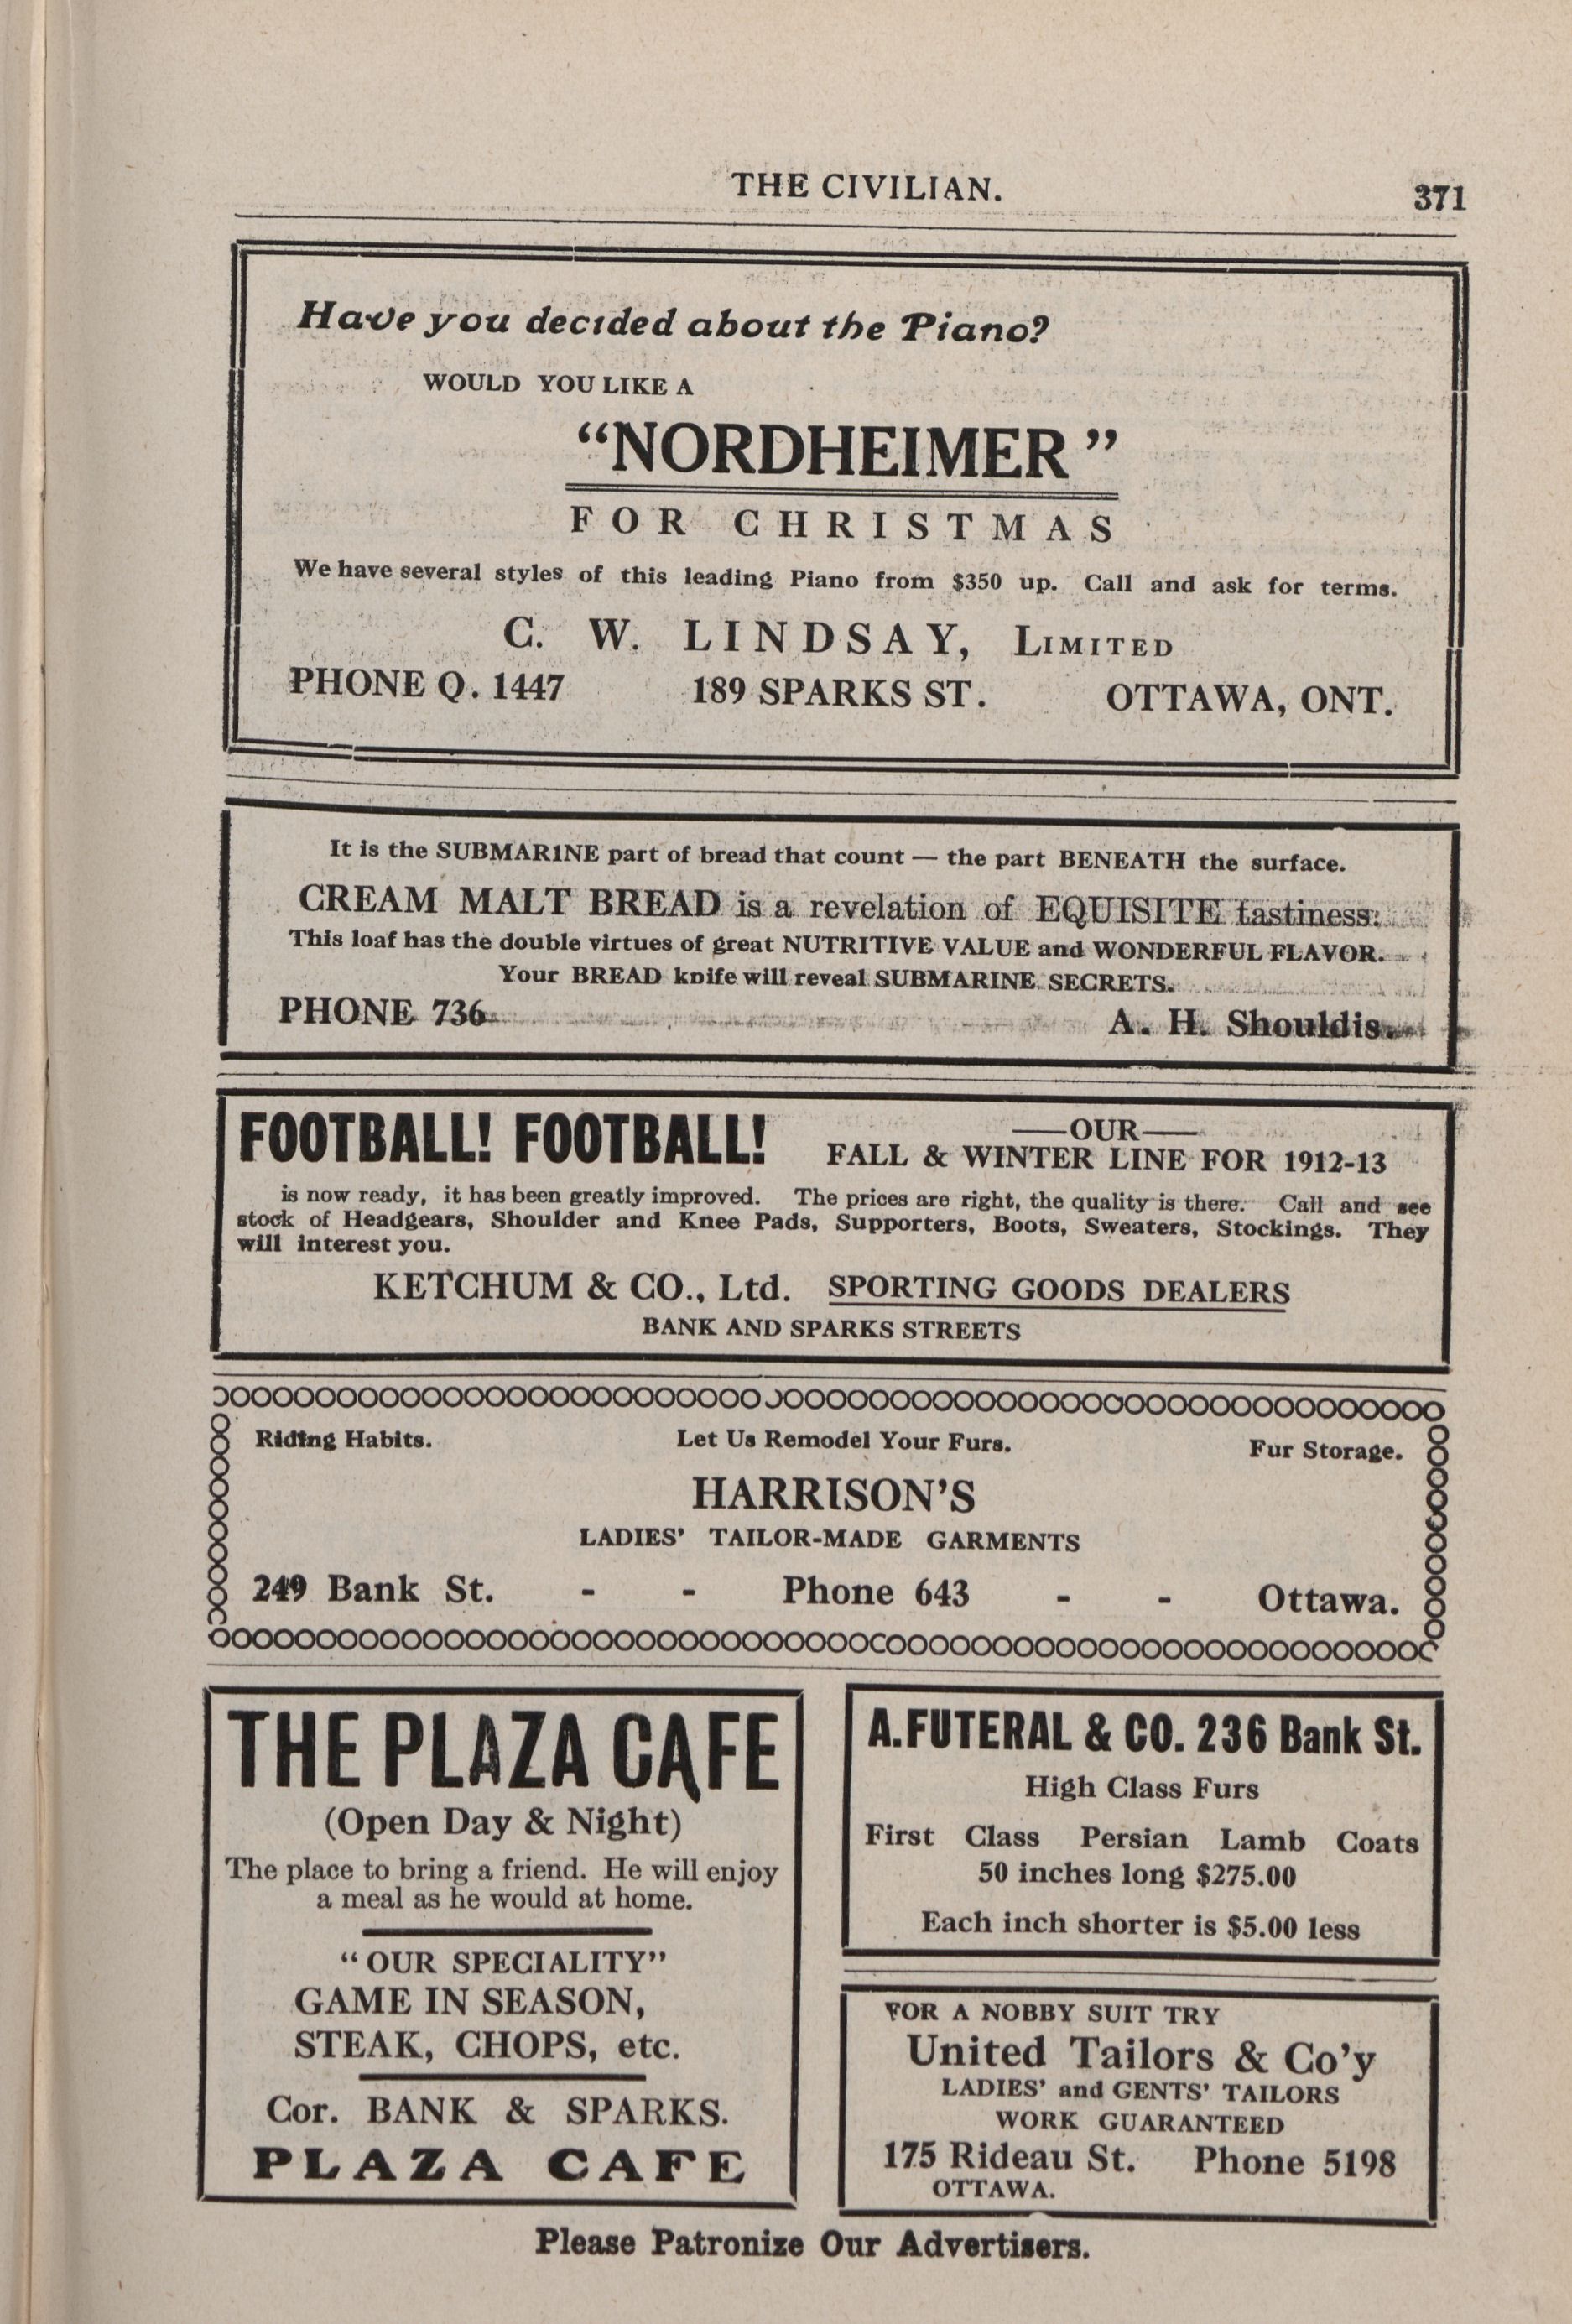 THE CIVILIAN.
371
Have you decided about the Piano?
WOULD YOU LIKE A
"NORDHEIMER"
FOR CHRISTMAS
We have several styles of this leading Piano from $350 up. Call and ask for terms.
C. W. LINDSAY, LIMITED
PHONE Q. 1447 189 SPARKS ST. OTTAWA, ONT.
It is the SUBMAR1NE part of bread that count — the part BENEATH the surface.
CREAM MALT BREAD is a revelation of EQUISITE tastiness.
This loaf has the double virtues of great NUTRITIVE VALUE and WONDERFUL FLAVOR.
Your BREAD knife will reveal SUBMARINE SECRETS.
PHONE 736 A. H. Shouldis.
FOOTBALL! FOOTBALL!
—OUR—
FALL & WINTER LINE FOR 1912-13
is now ready, it has been greatly improved. The prices are right, the quality is there. Call and see
stock of Headgears, Shoulder and Knee Pads, Supporters, Boots, Sweaters, Stockings. They
will interest you.
KETCHUM & CO., Ltd. SPORTING GOODS DEALERS
BANK AND SPARKS STREETS
Riding Habits. Let Us Remodel Your Furs. Fur Storage.
HARRISON'S
LADIES' TAILOR-MADE GARMENTS
249 Bank St. - - Phone 643 - - Ottawa.
THE PLAZA CAFE
(Open Day & Night)
The place to bring a friend. He will enjoy
a meal as he would at home.
"OUR SPECIALITY"
GAME IN SEASON,
STEAK, CHOPS, etc.
Cor. BANK & SPARKS.
PLAZA CAFE
A. FUTERAL & CO. 236 Bank St.
High Class Furs
First Class Persian Lamb Coats
50 inches long $275.00
Each inch shorter is $5.00 less
FOR A NOBBY SUIT TRY
United Tailors & Co'y
LADIES' and GENTS' TAILORS
WORK GUARANTEED
175 Rideau St. Phone 5198
OTTAWA.
Please Patronize Our Advertisers.